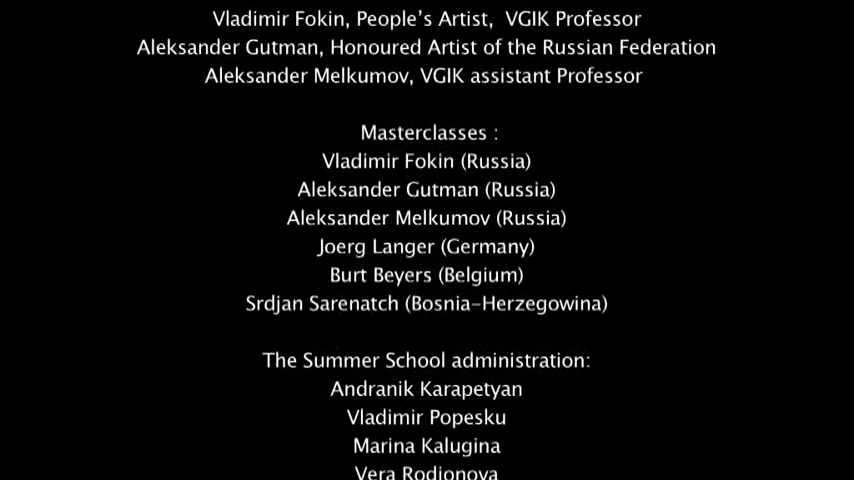 Vladimir Fokin, People’s Artist, VGIK Professor
Aleksander Gutman, Honoured Artist of the Russian Federation
Aleksander Melkumov, VGIK assistant Professor
Masterclasses :
Vladimir Fokin (Russia)
Aleksander Gutman (Russia)
Aleksander Melkumov (Russia)
Joerg Langer (Germany)
Burt Beyers (Belgium)
Srdjan Sarenatch (Bosnia-Herzegowina)
The Summer School administration:
Andranik Karapetyan
Vladimir Popesku
Marina Kalugina
Vera Rodionova